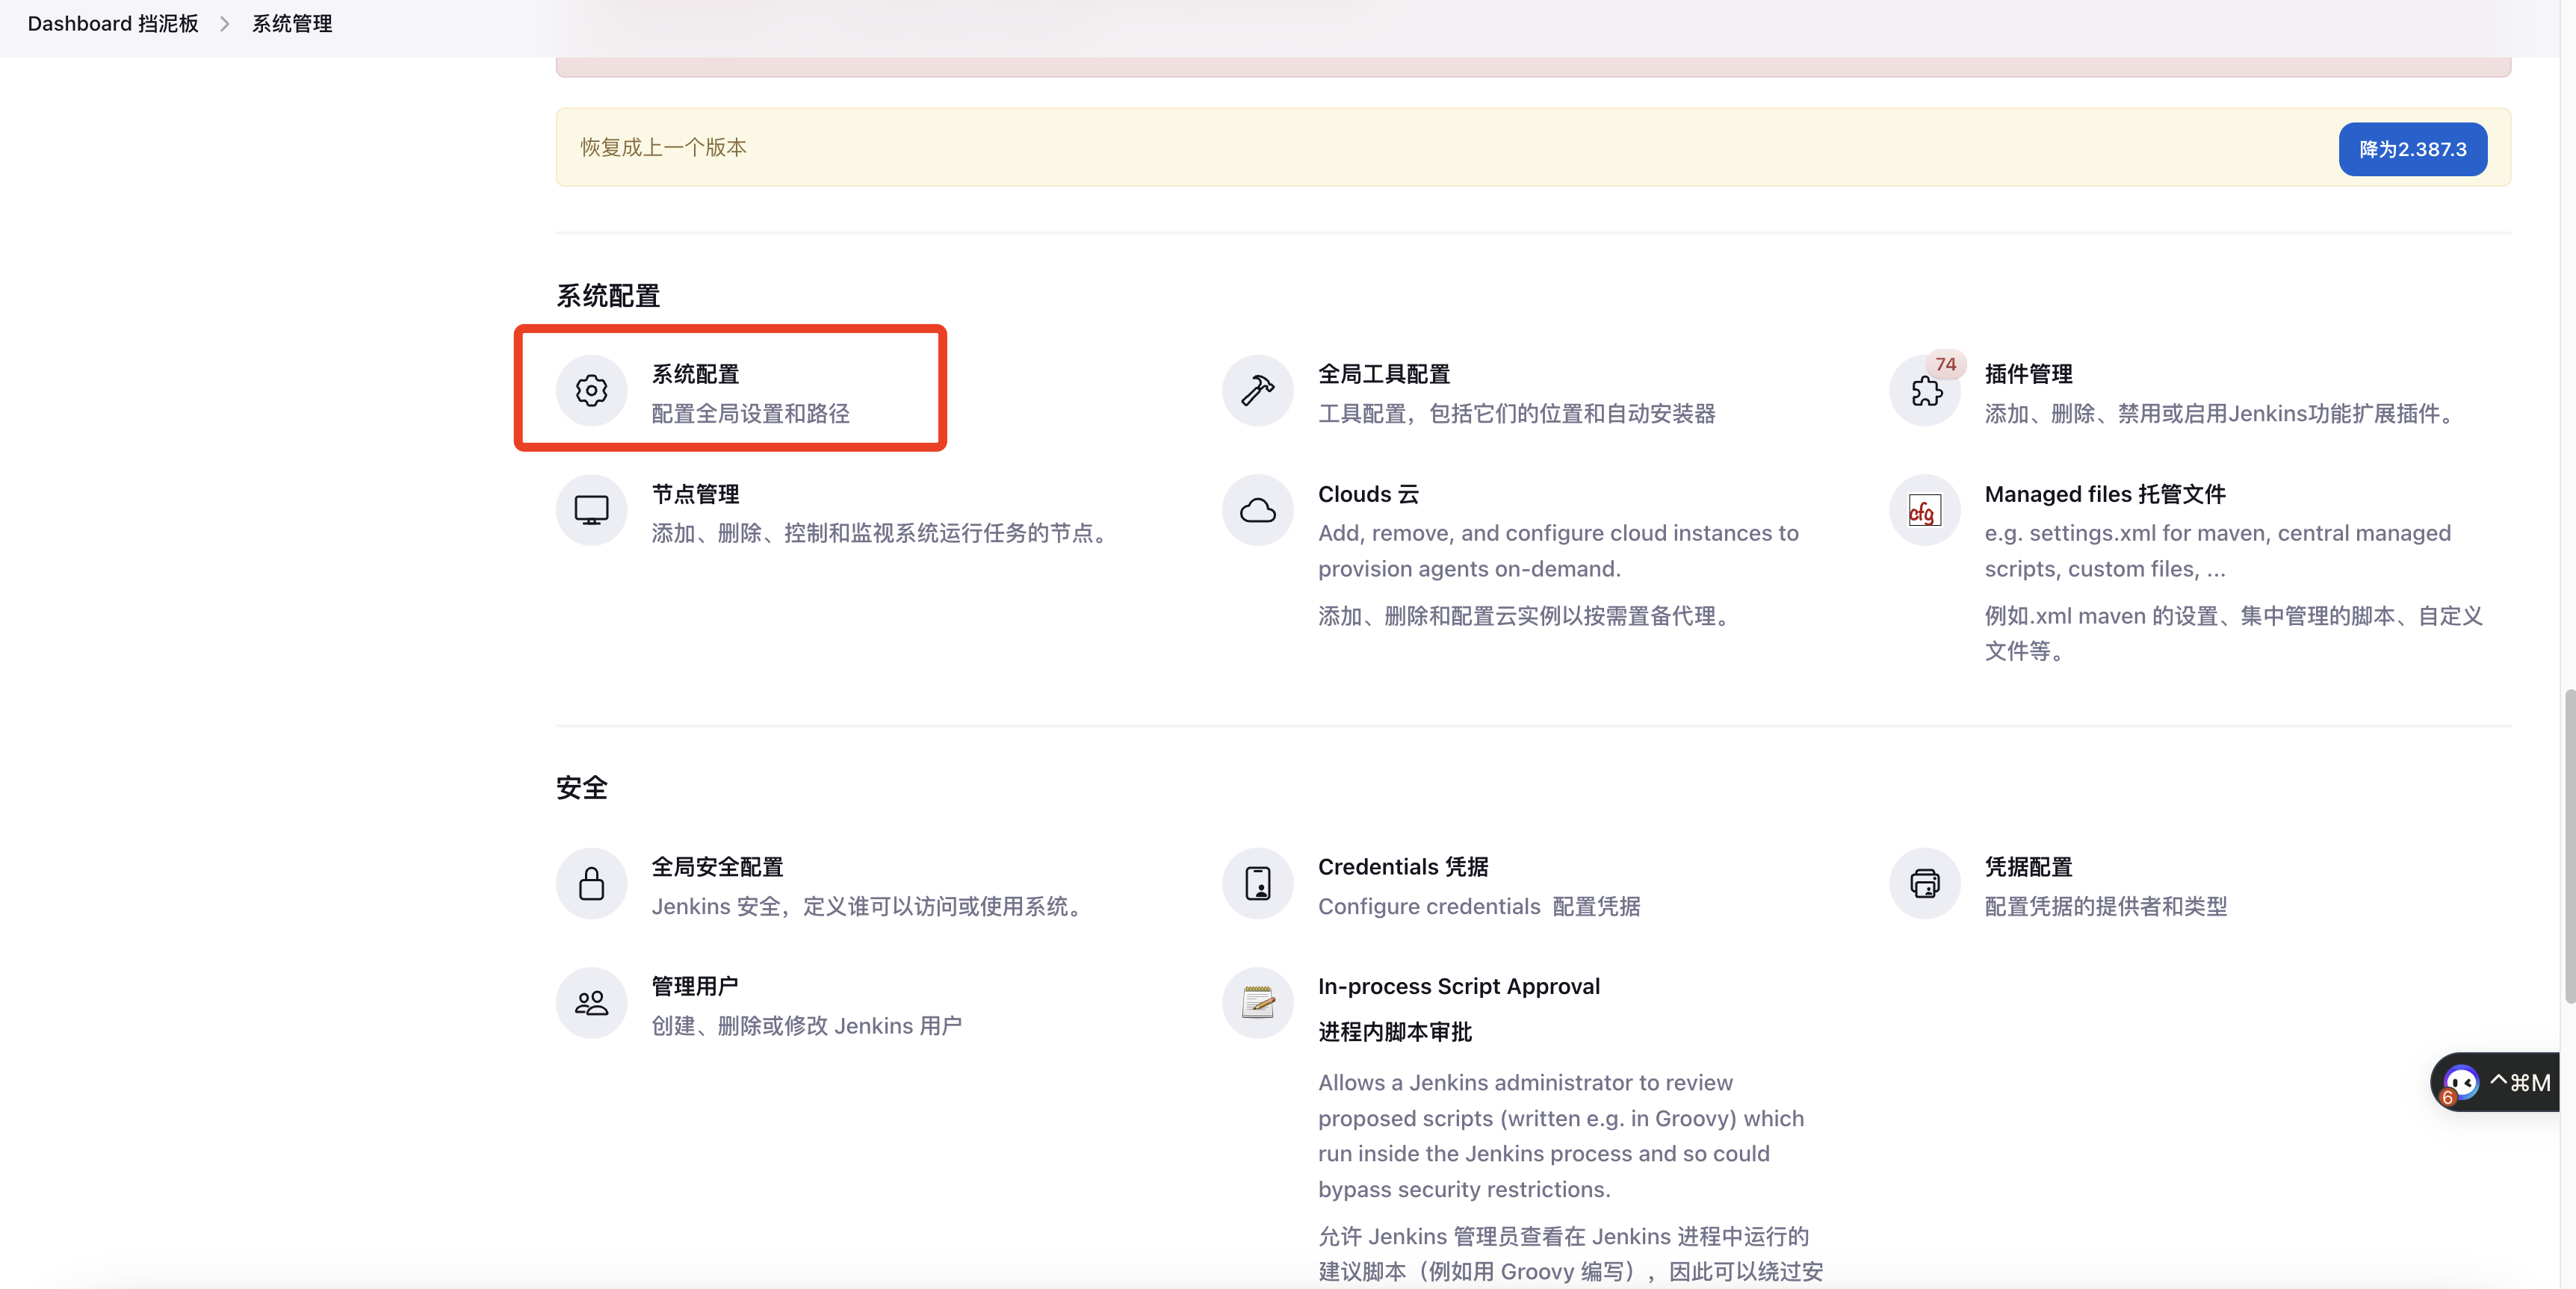 Dashboard 挡泥板 > 系统管理
恢复成上一个版本
降为2.387.3
系统配置
系统配置
配置全局设置和路径
全局工具配置
工具配置，包括它们的位置和自动安装器
74
插件管理
添加、删除、禁用或启用Jenkins功能扩展插件。
节点管理
添加、删除、控制和监视系统运行任务的节点。
Clouds 云
Add, remove, and configure cloud instances to
provision agents on-demand.
添加、删除和配置云实例以按需置备代理。
cfg
Managed files 托管文件
e.g. settings.xml for maven, central managed
scripts, custom files, ...
例如.xml maven 的设置、集中管理的脚本、自定义
文件等。
安全
全局安全配置
Jenkins 安全，定义谁可以访问或使用系统。
Credentials 凭据
Configure credentials 配置凭据
凭据配置
配置凭据的提供者和类型
管理用户
创建、删除或修改 Jenkins 用户
In-process Script Approval
进程内脚本审批
Allows a Jenkins administrator to review
proposed scripts (written e.g. in Groovy) which
run inside the Jenkins process and so could
bypass security restrictions.
允许 Jenkins 管理员查看在 Jenkins 进程中运行的
建议脚本（例如用 Groovy 编写），因此可以绕过安
6
^⌘M